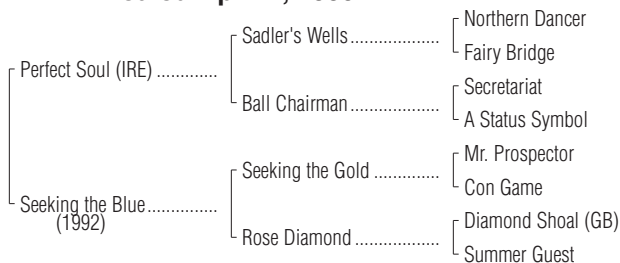 Northern Dancer
Sadler's Wells ...................
Fairy Bridge
Perfect Soul (IRE) .............
Secretariat
Ball Chairman ...................
A Status Symbol
Mr. Prospector
Seeking the Gold ..............
Con Game
Seeking the Blue ...............
(1992)
Diamond Shoal (GB)
Rose Diamond ..................
Summer Guest